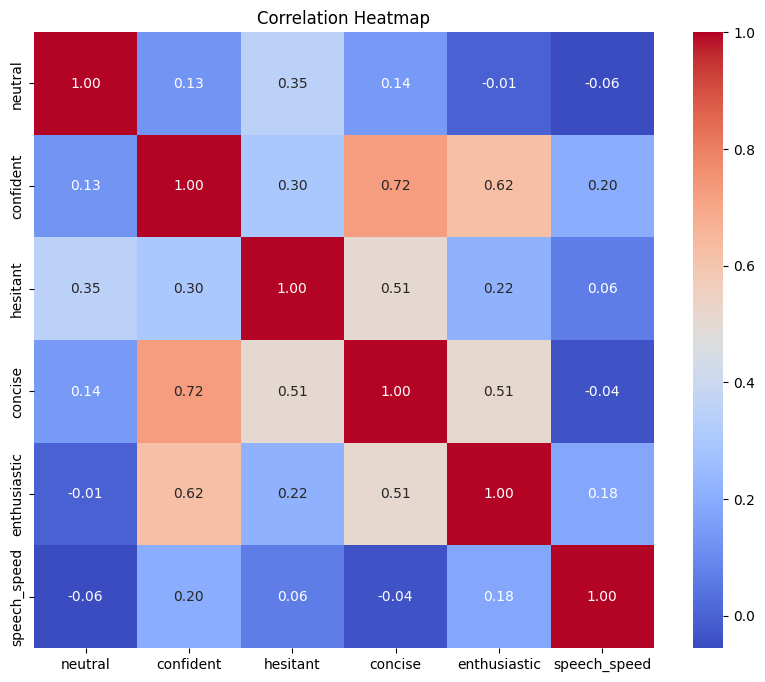 Correlation Heatmap
neutral 1.00 0.13 0.35 0.14 -0.01 -0.06
confident 0.13 1.00 0.30 0.72 0.62 0.20
hesitant 0.35 0.30 1.00 0.51 0.22 0.06
concise 0.14 0.72 0.51 1.00 0.51 -0.04
enthusiastic -0.01 0.62 0.22 0.51 1.00 0.18
speech_speed -0.06 0.20 0.06 -0.04 0.18 1.00
neutral confident hesitant concise enthusiastic speech_speed
1.0
0.8
0.6
0.4
0.2
0.0